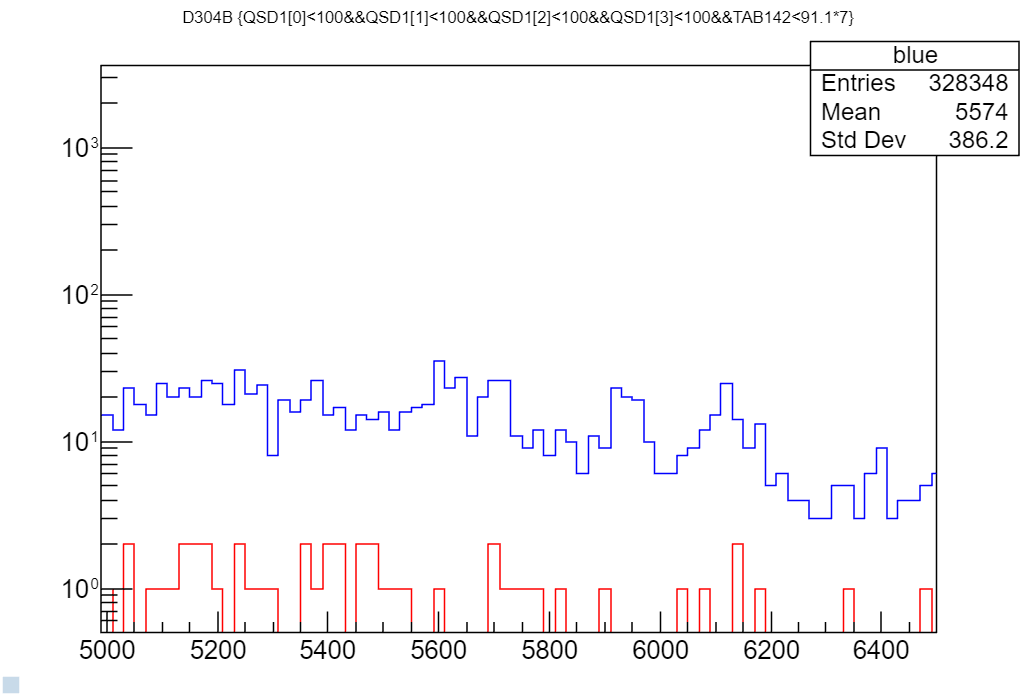 D304B {QSD1[0]<100&&QSD1[1]<100&&QSD1[2]<100&&QSD1[3]<100&&TAB142<91.1*7}
blue
Entries 328348
Mean 5574
Std Dev 386.2
10³
10²
10¹
10⁰
5000 5200 5400 5600 5800 6000 6200 6400